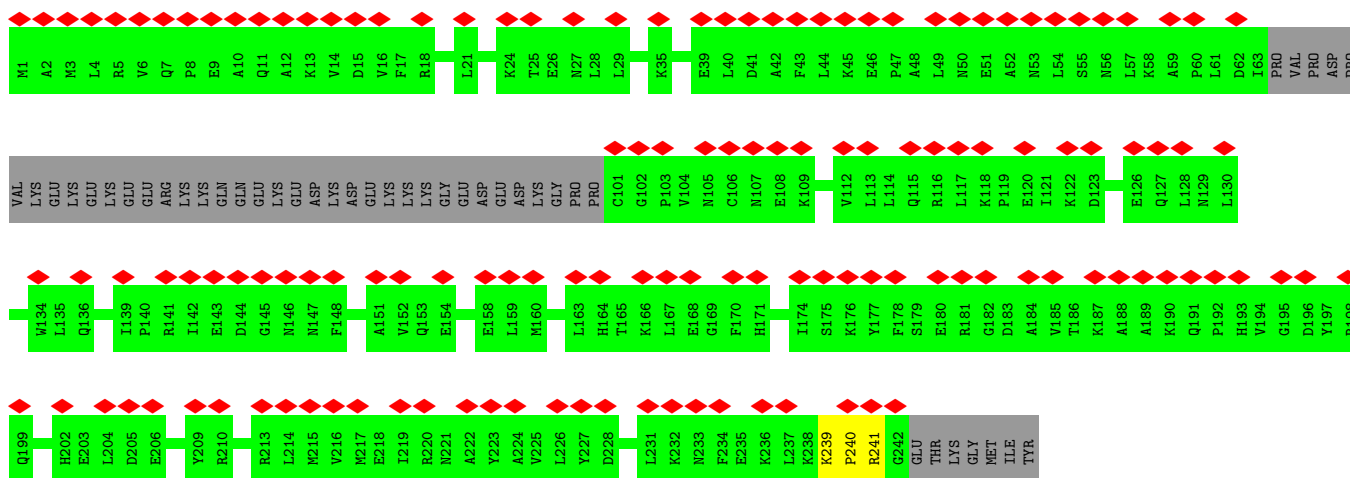 M1 A2 M3 L4 R5 V6 Q7 P8 E9 A10 Q11 A12 K13 V14 D15 V16 F17 R18 L21 K24 T25 E26 N27 L28 L29 K35 E39 L40 D41 A42 F43 L44 K45 E46 P47 A48 L49 N50 E51 A52 N53 L54 S55 N56 L57 K58 A59 P60 L61 D62 I63 PRO VAL PRO ASP PRO
VAL LYS GLU LYS GLU LYS GLU GLU ARG LYS LYS GLN GLN GLU LYS GLU ASP LYS ASP GLU LYS LYS LYS GLY GLU ASP GLU ASP LYS GLY PRO PRO C101 G102 P103 V104 N105 C106 N107 E108 K109 V112 L113 L114 Q115 R116 L117 K118 P119 E120 I121 K122 D123 E126 Q127 L128 N129 L130
W134 L135 Q136 I139 P140 R141 I142 E143 D144 G145 N146 N147 F148 A151 V152 Q153 E154 E158 L159 M160 L163 H164 T165 K166 L167 E168 G169 F170 H171 I174 S175 K176 Y177 F178 S179 E180 R181 G182 D183 A184 V185 T186 K187 A188 A189 K190 Q191 P192 H193 V194 G195 D196 Y197 R198
Q199 H202 E203 L204 D205 E206 Y209 R210 R213 L214 M215 V216 M217 E218 I219 R220 N221 A222 Y223 A224 V225 L226 Y227 D228 L231 K232 N233 F234 E235 K236 L237 K238 K239 P240 R241 G242 GLU THR LYS GLY MET ILE TYR